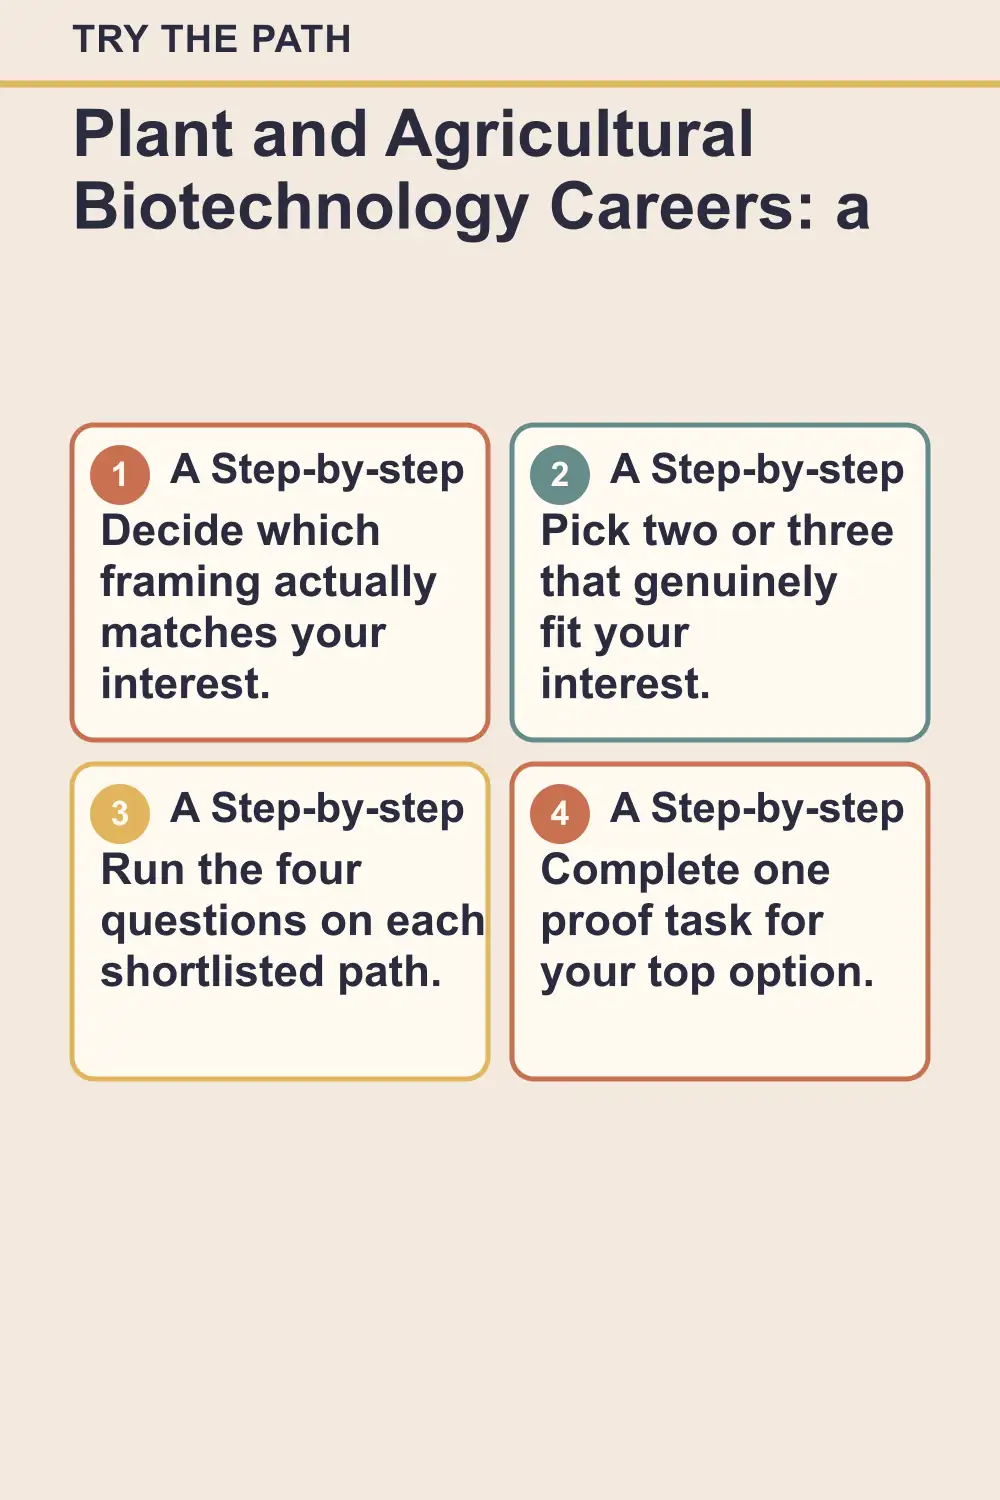 TRY THE PATH
Plant and Agricultural
Biotechnology Careers: a
1 A Step-by-step
Decide which
framing actually
matches your
interest.
2 A Step-by-step
Pick two or three
that genuinely
fit your
interest.
3 A Step-by-step
Run the four
questions on each
shortlisted path.
4 A Step-by-step
Complete one
proof task for
your top option.